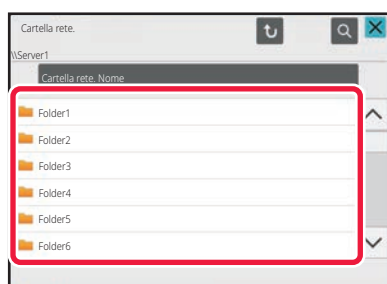 Cartella rete.
\\Server1
Cartella rete. Nome
Folder1
Folder2
Folder3
Folder4
Folder5
Folder6